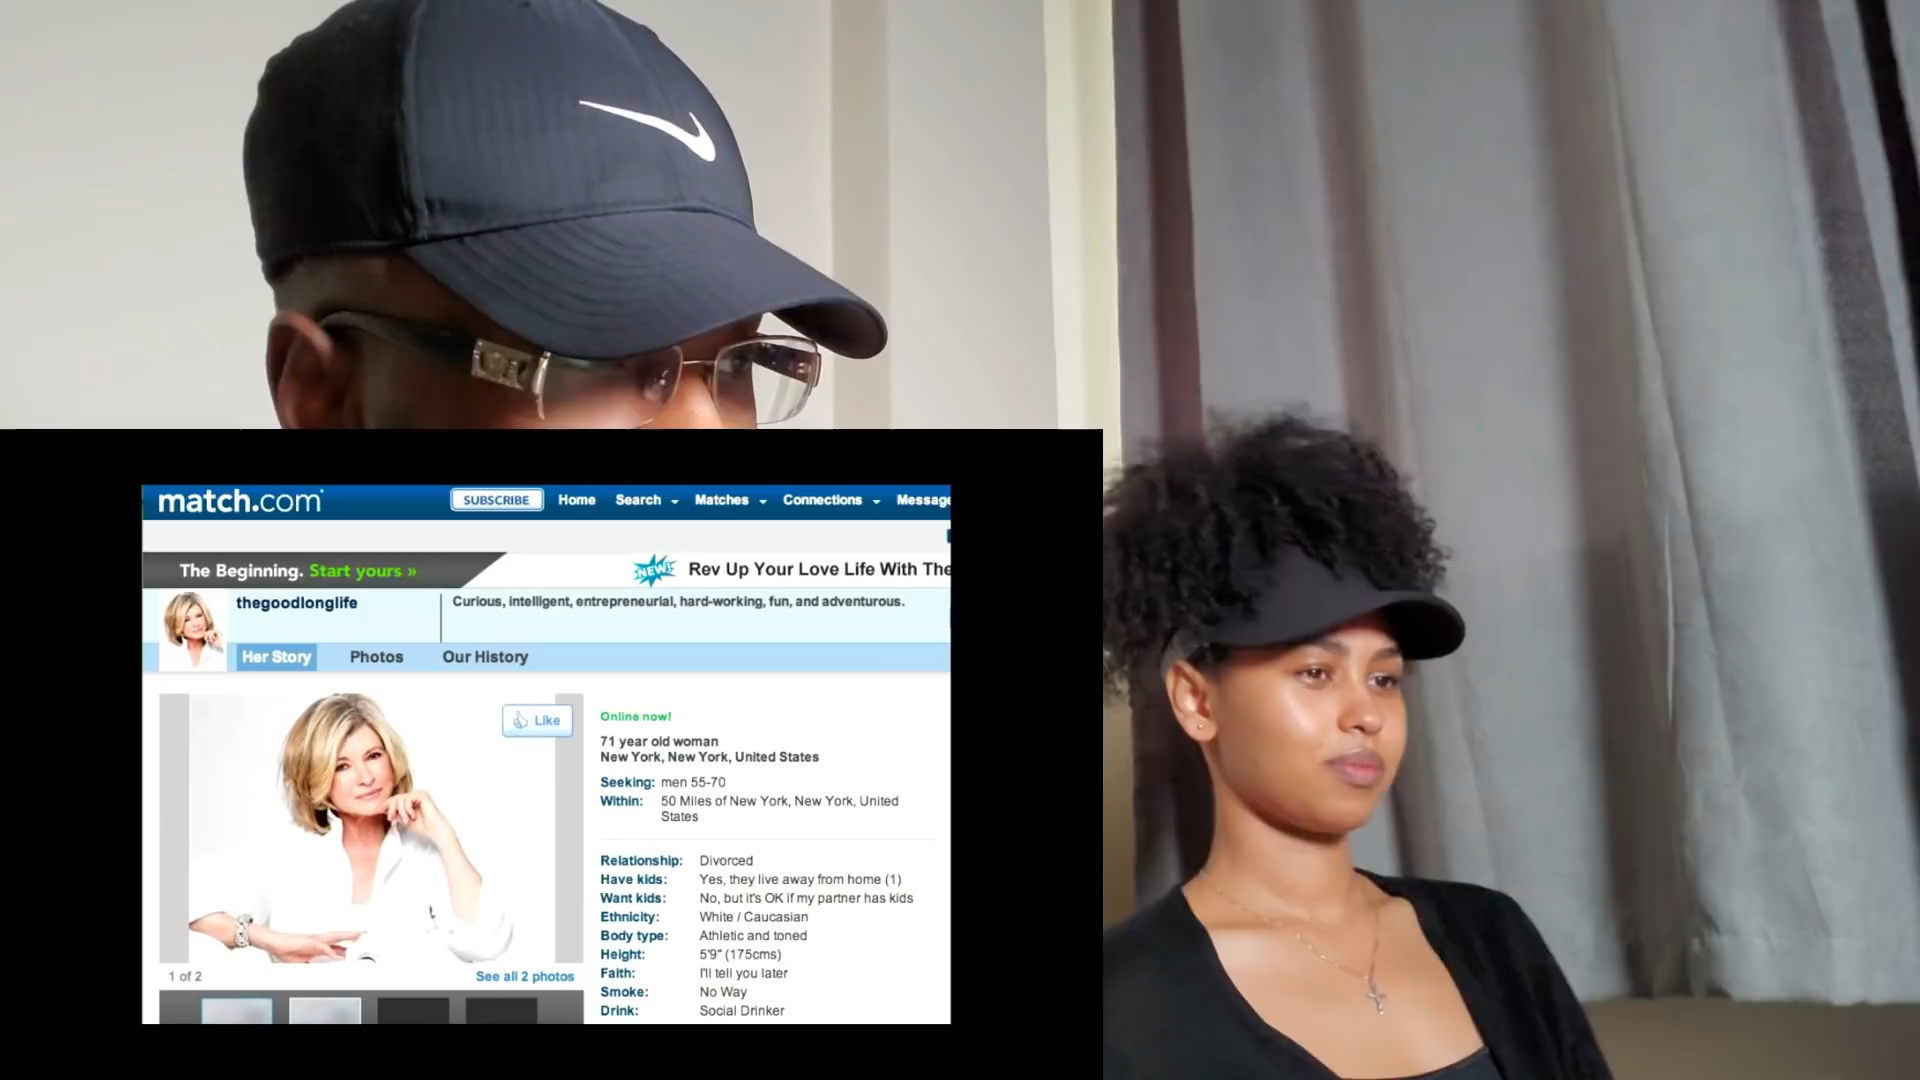 match.com
SUBSCRIBE Home Search Matches Connections Message
The Beginning. Start yours »
NEW! Rev Up Your Love Life With The
thegoodlonglife
Curious, intelligent, entrepreneurial, hard-working, fun, and adventurous.
Her Story Photos Our History
Like
Online now!
71 year old woman
New York, New York, United States
Seeking: men 55-70
Within: 50 Miles of New York, New York, United
States
Relationship: Divorced
Have kids: Yes, they live away from home (1)
Want kids: No, but it's OK if my partner has kids
Ethnicity: White / Caucasian
Body type: Athletic and toned
Height: 5'9" (175cms)
Faith: I'll tell you later
Smoke: No Way
Drink: Social Drinker
1 of 2 See all 2 photos